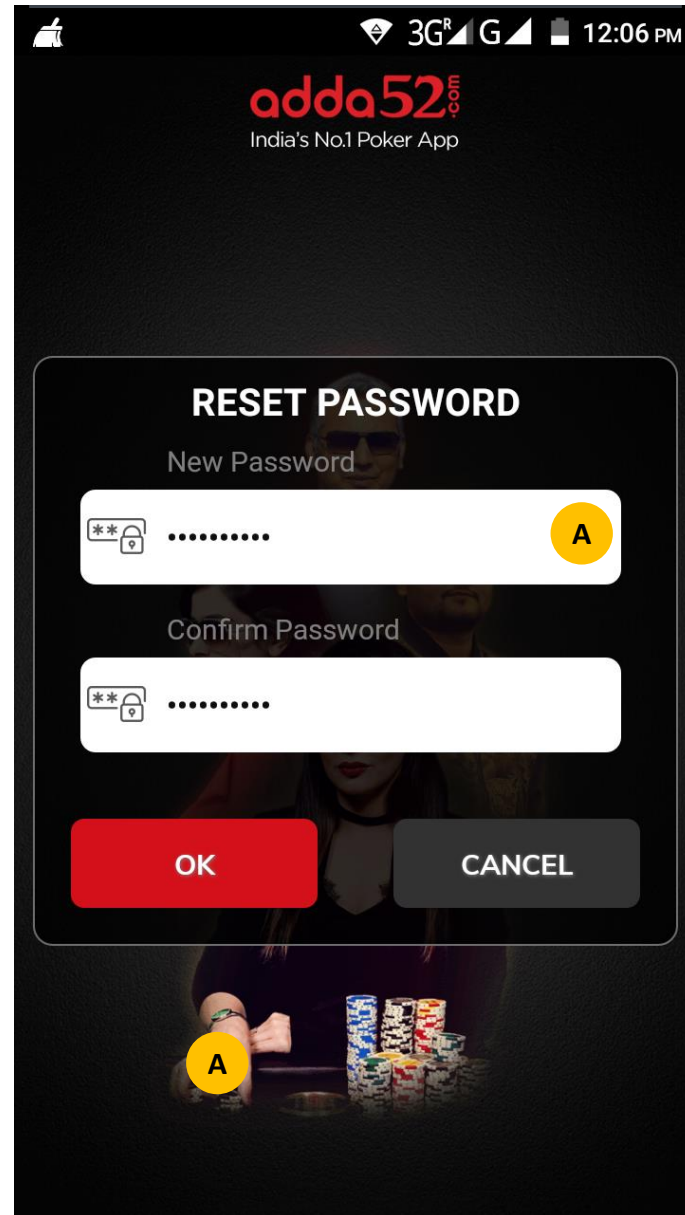 3G R G 12:06 PM
adda52.com
India's No.1 Poker App
RESET PASSWORD
New Password
** •••••••••• A
Confirm Password
** ••••••••••
OK CANCEL
A